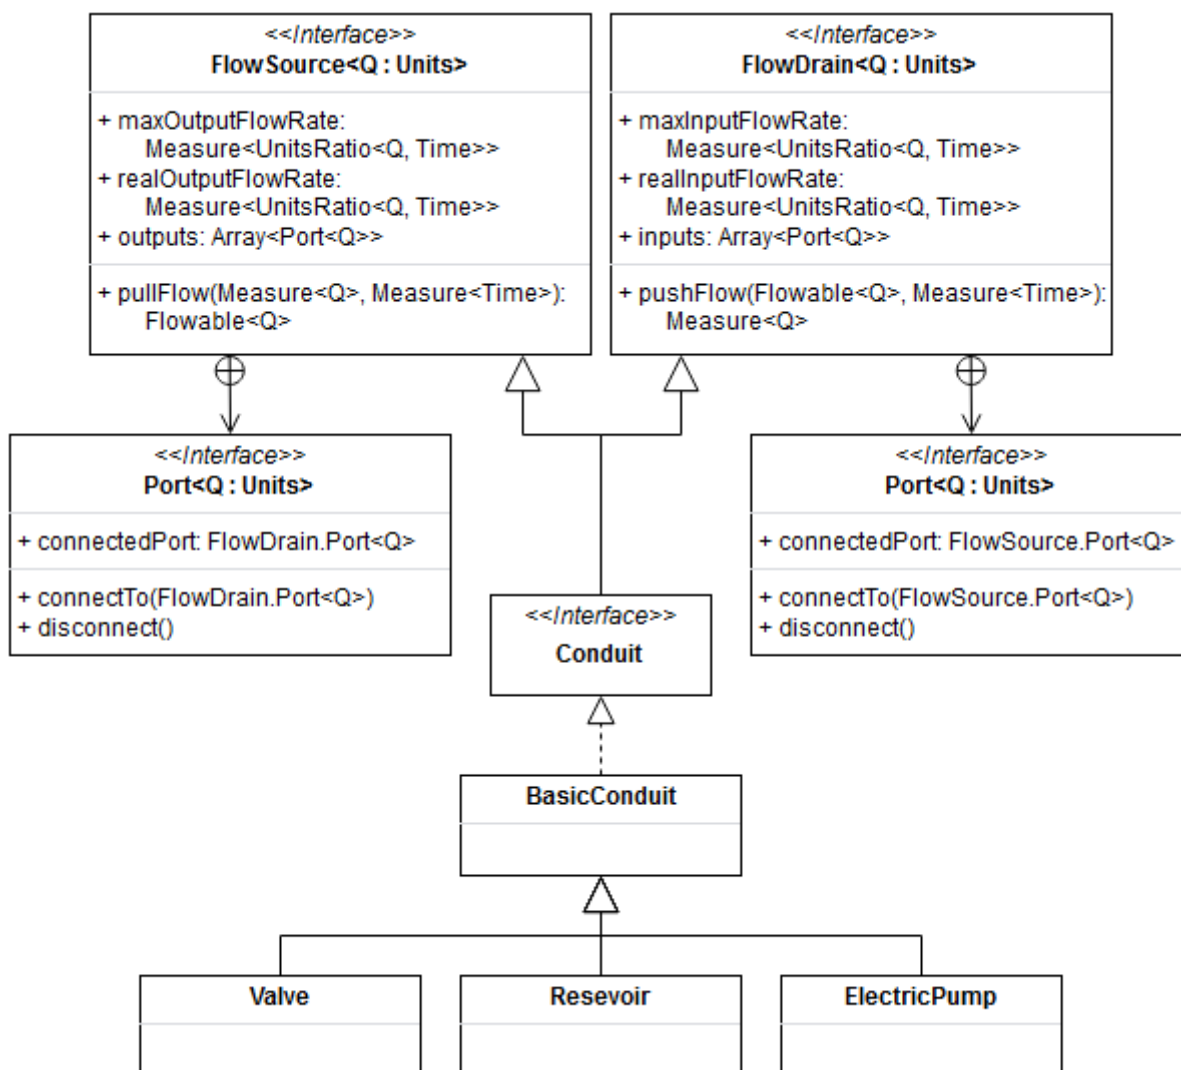 <<Interface>>
FlowSource<Q : Units>
+ maxOutputFlowRate:
Measure<UnitsRatio<Q, Time>>
+ realOutputFlowRate:
Measure<UnitsRatio<Q, Time>>
+ outputs: Array<Port<Q>>
+ pullFlow(Measure<Q>, Measure<Time>):
Flowable<Q>
<<Interface>>
FlowDrain<Q : Units>
+ maxInputFlowRate:
Measure<UnitsRatio<Q, Time>>
+ realInputFlowRate:
Measure<UnitsRatio<Q, Time>>
+ inputs: Array<Port<Q>>
+ pushFlow(Flowable<Q>, Measure<Time>):
Measure<Q>
<<Interface>>
Port<Q : Units>
+ connectedPort: FlowDrain.Port<Q>
+ connectTo(FlowDrain.Port<Q>)
+ disconnect()
<<Interface>>
Port<Q : Units>
+ connectedPort: FlowSource.Port<Q>
+ connectTo(FlowSource.Port<Q>)
+ disconnect()
<<Interface>>
Conduit
BasicConduit
Valve
Resevoir
ElectricPump